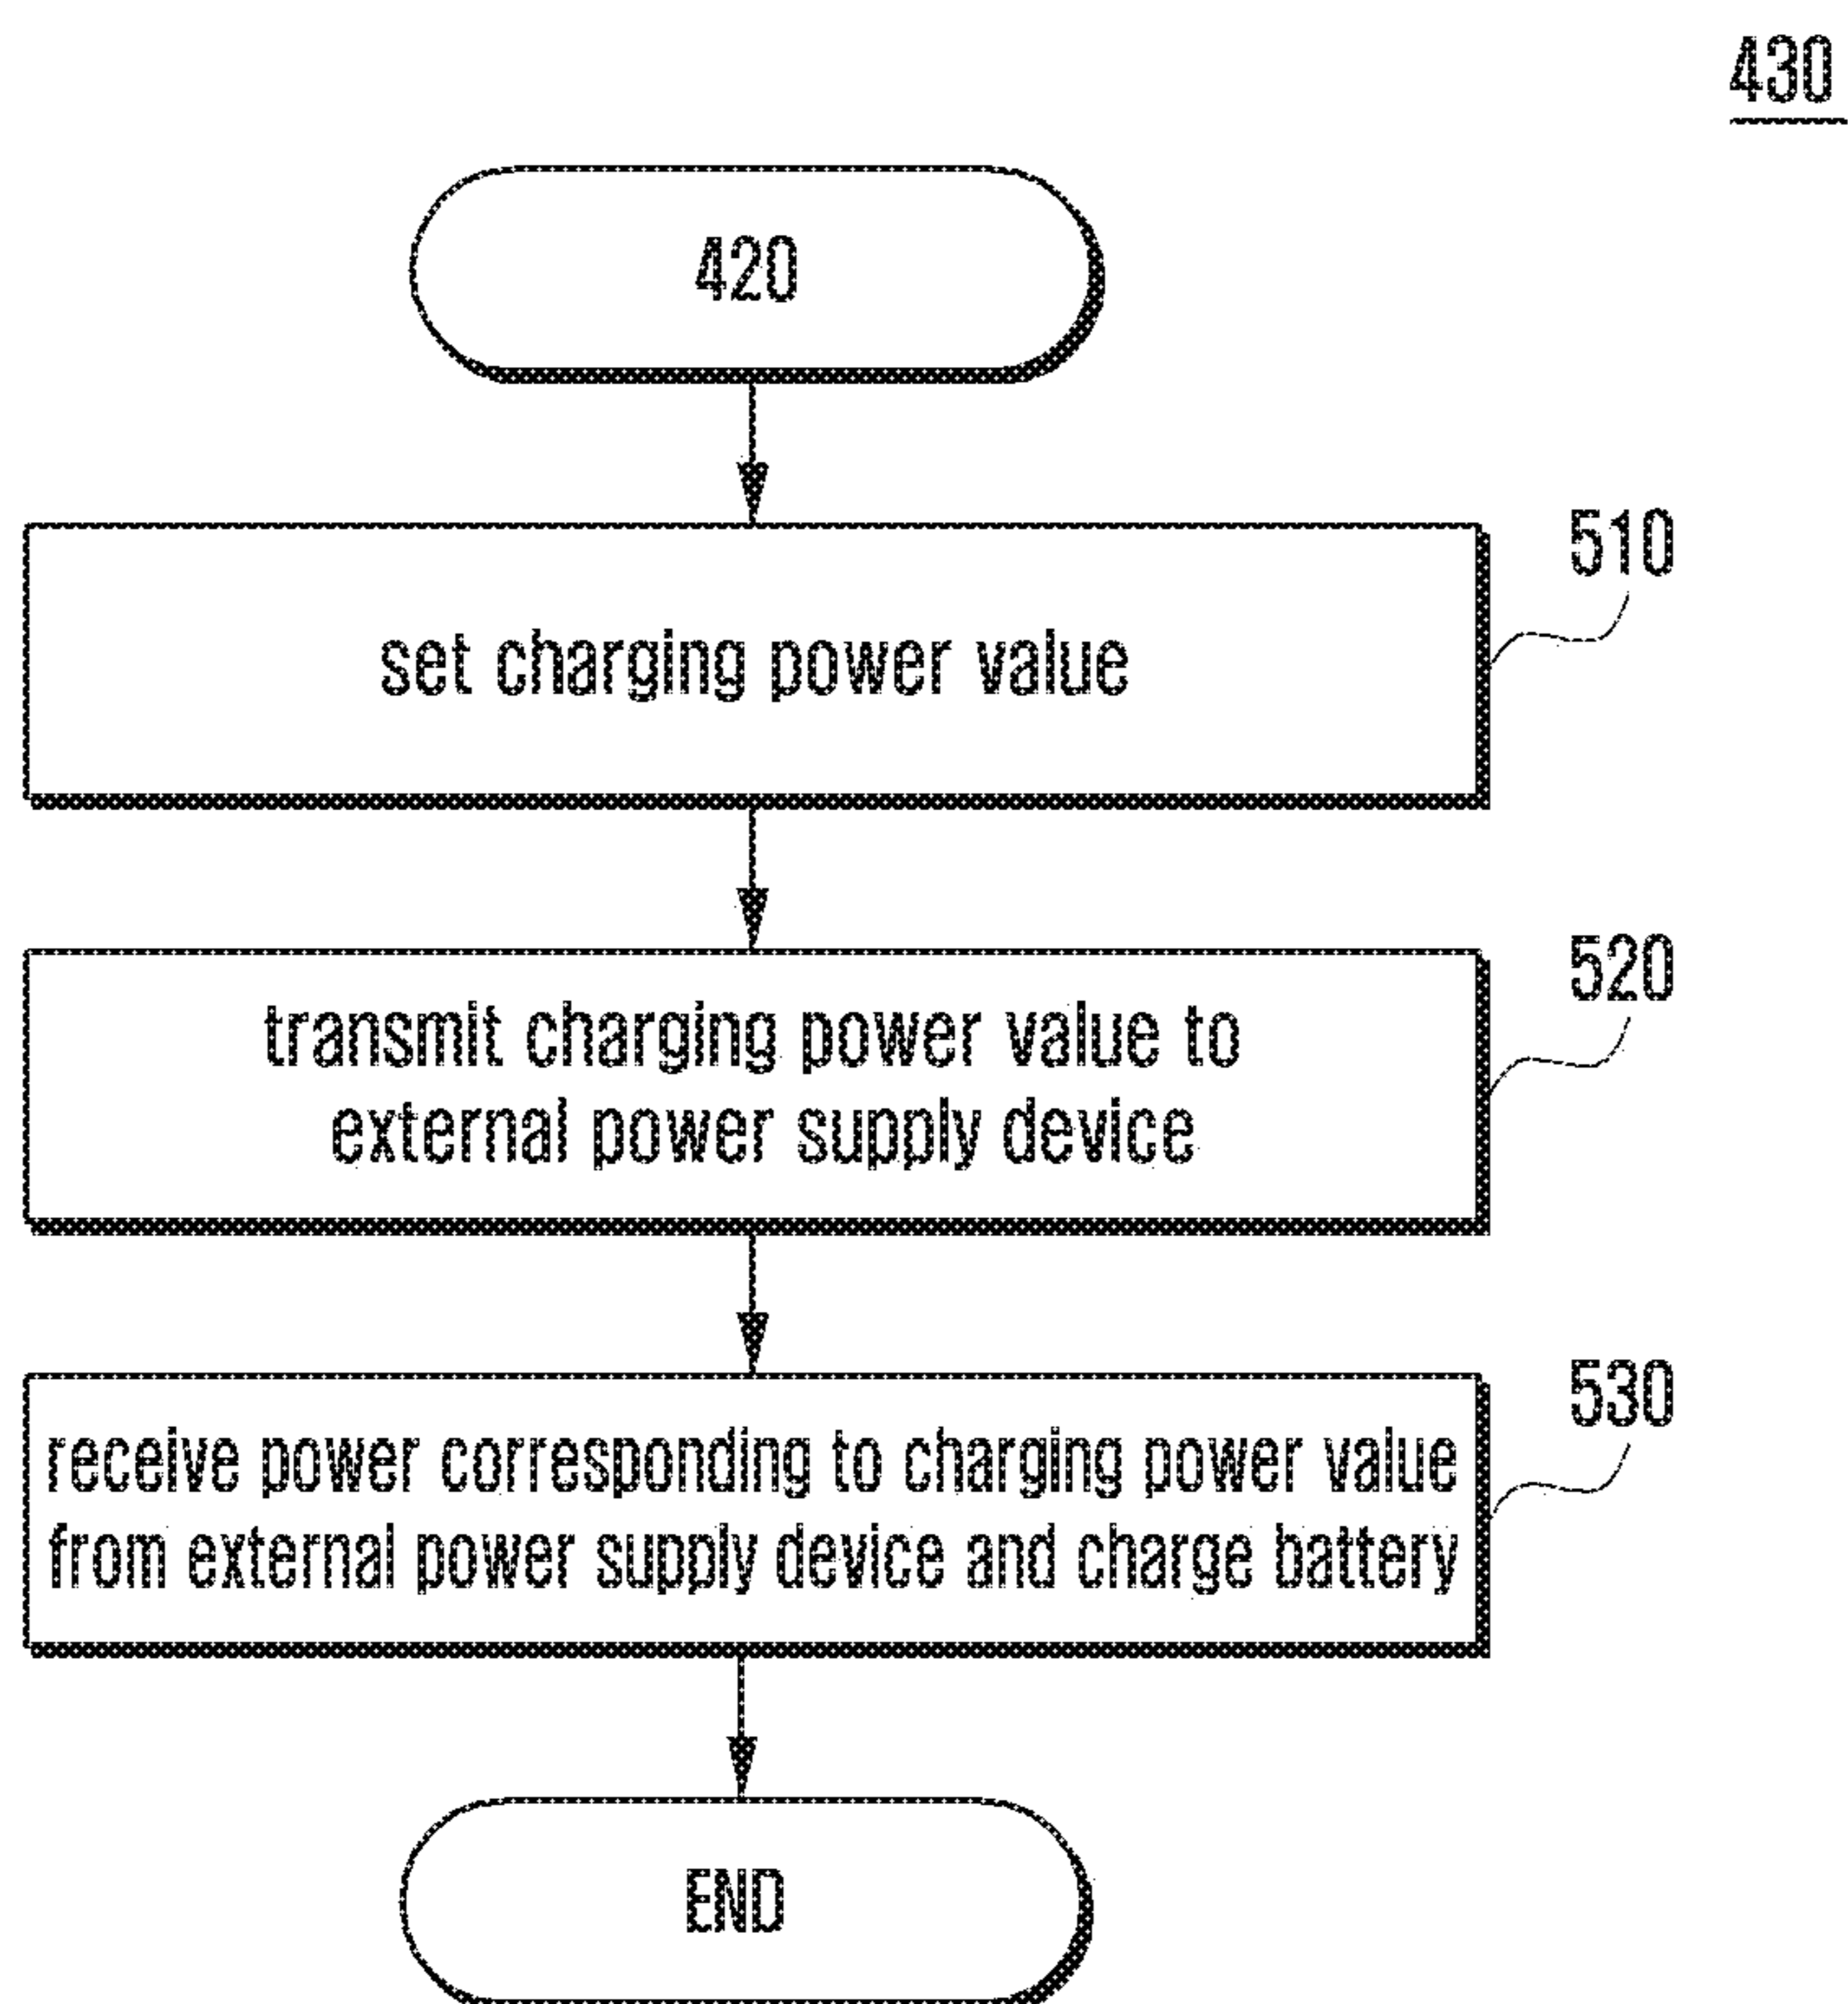 430
420
510
set charging power value
520
transmit charging power value to
external power supply device
530
receive power corresponding to charging power value
from external power supply device and charge battery
END